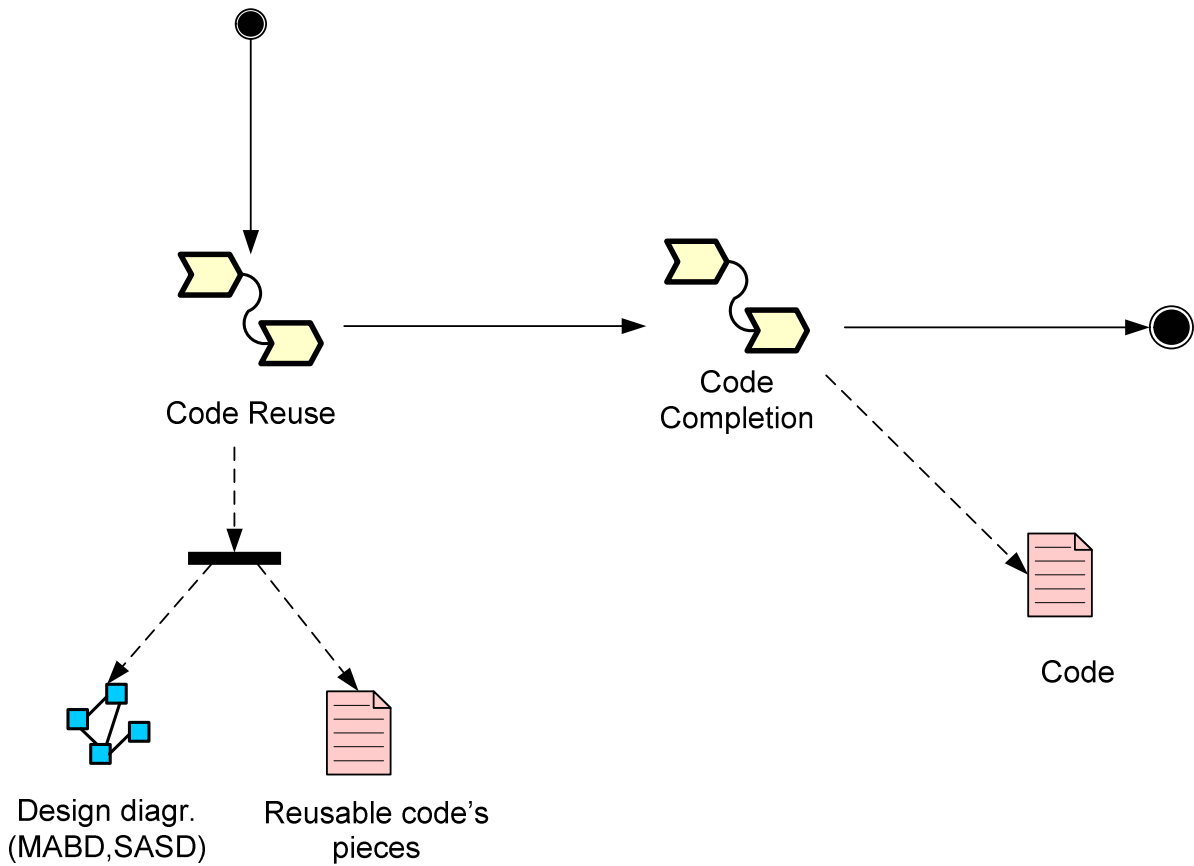 Code Reuse
Code
Completion
Code
Design diagr.
(MABD,SASD)
Reusable code's
pieces